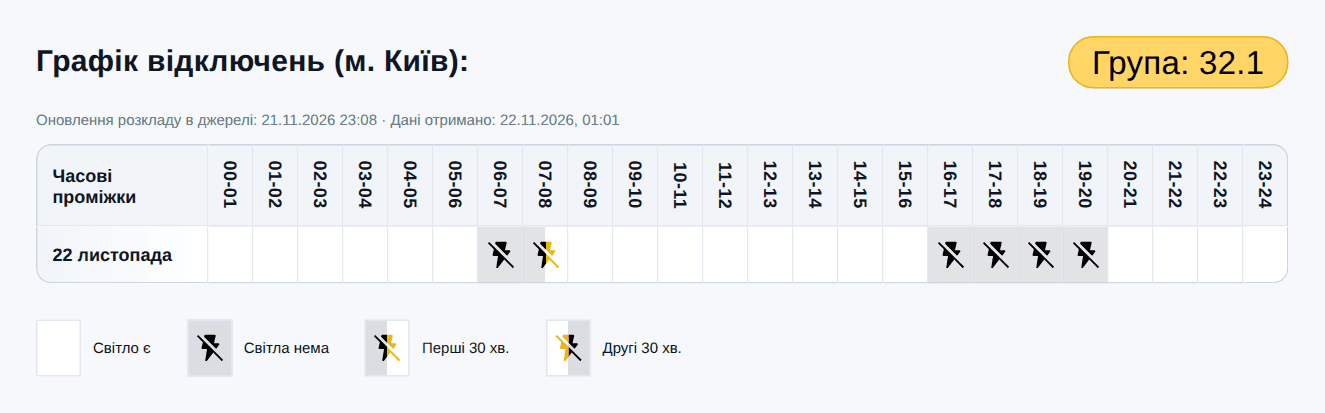 Графік відключень (м. Київ):
Група: 32.1
Оновлення розкладу в джерелі: 21.11.2026 23:08 · Дані отримано: 22.11.2026, 01:01
Часові
проміжки
00-01
01-02
02-03
03-04
04-05
05-06
06-07
07-08
08-09
09-10
10-11
11-12
12-13
13-14
14-15
15-16
16-17
17-18
18-19
19-20
20-21
21-22
22-23
23-24
22 листопада
Світло є
Світла нема
Перші 30 хв.
Другі 30 хв.